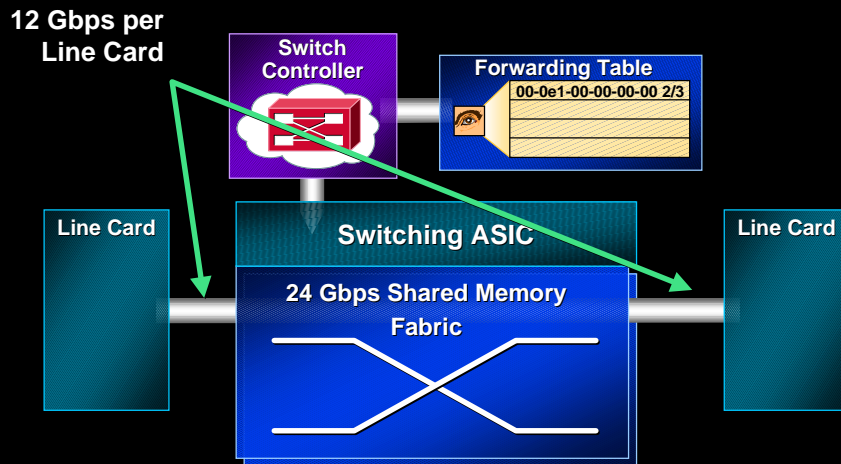 12 Gbps per
Line Card
Switch
Controller
Forwarding Table
00-0e1-00-00-00-00 2/3
Line Card
Switching ASIC
Line Card
24 Gbps Shared Memory
Fabric